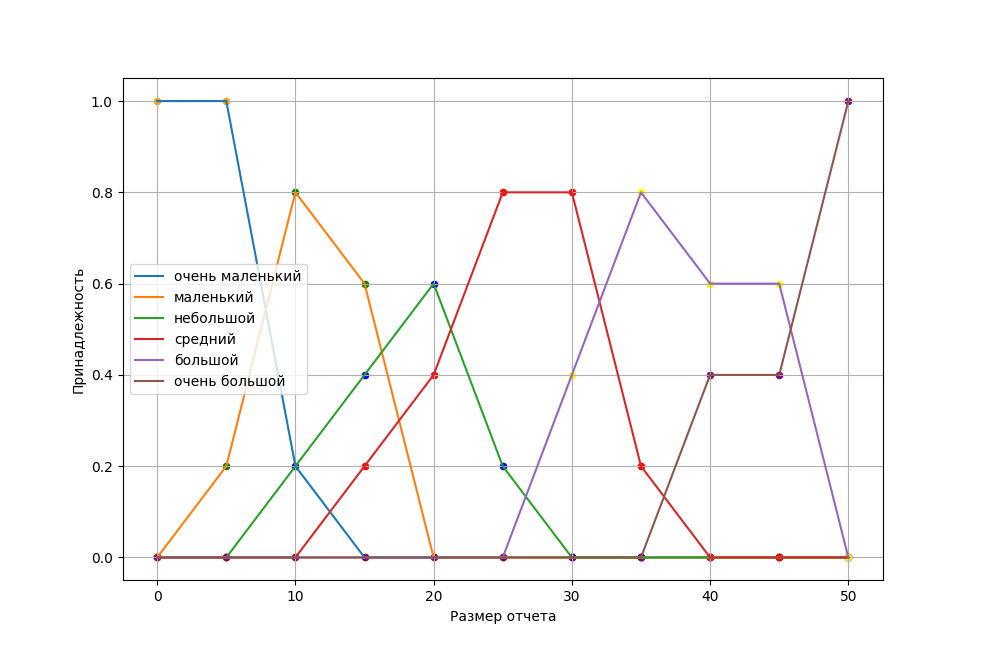 1.0
0.8
0.6
0.4
0.2
0.0
Принадлежность
очень маленький
маленький
небольшой
средний
большой
очень большой
0 10 20 30 40 50
Размер отчета